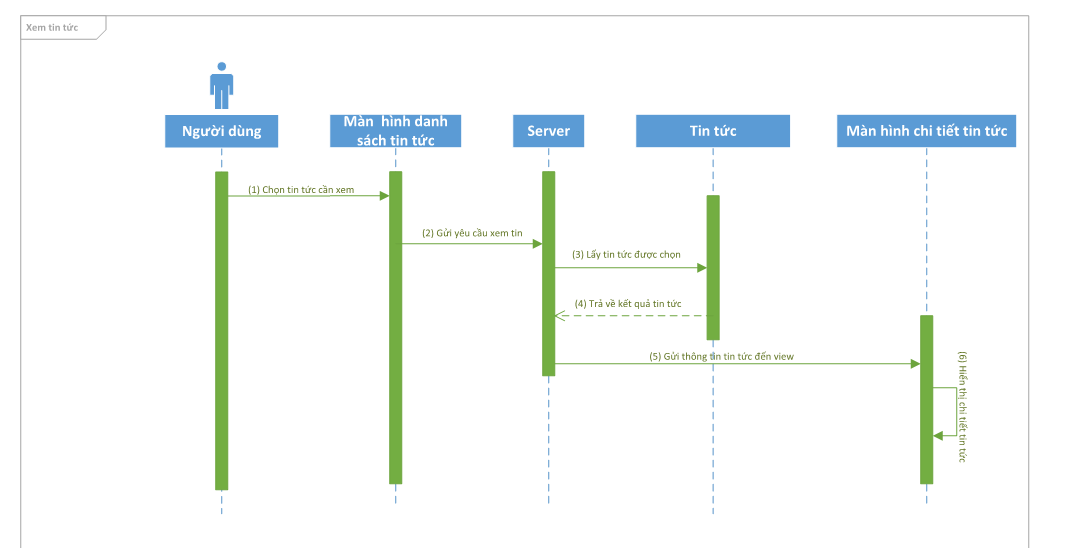 Xem tin tức
Người dùng
Màn hình danh
sách tin tức
Server
Tin tức
Màn hình chi tiết tin tức
(1) Chọn tin tức cần xem
(2) Gửi yêu cầu xem tin
(3) Lấy tin tức được chọn
(4) Trả về kết quả tin tức
(5) Gửi thông tin tin tức đến view
(6) Hiển thị chi tiết tin tức